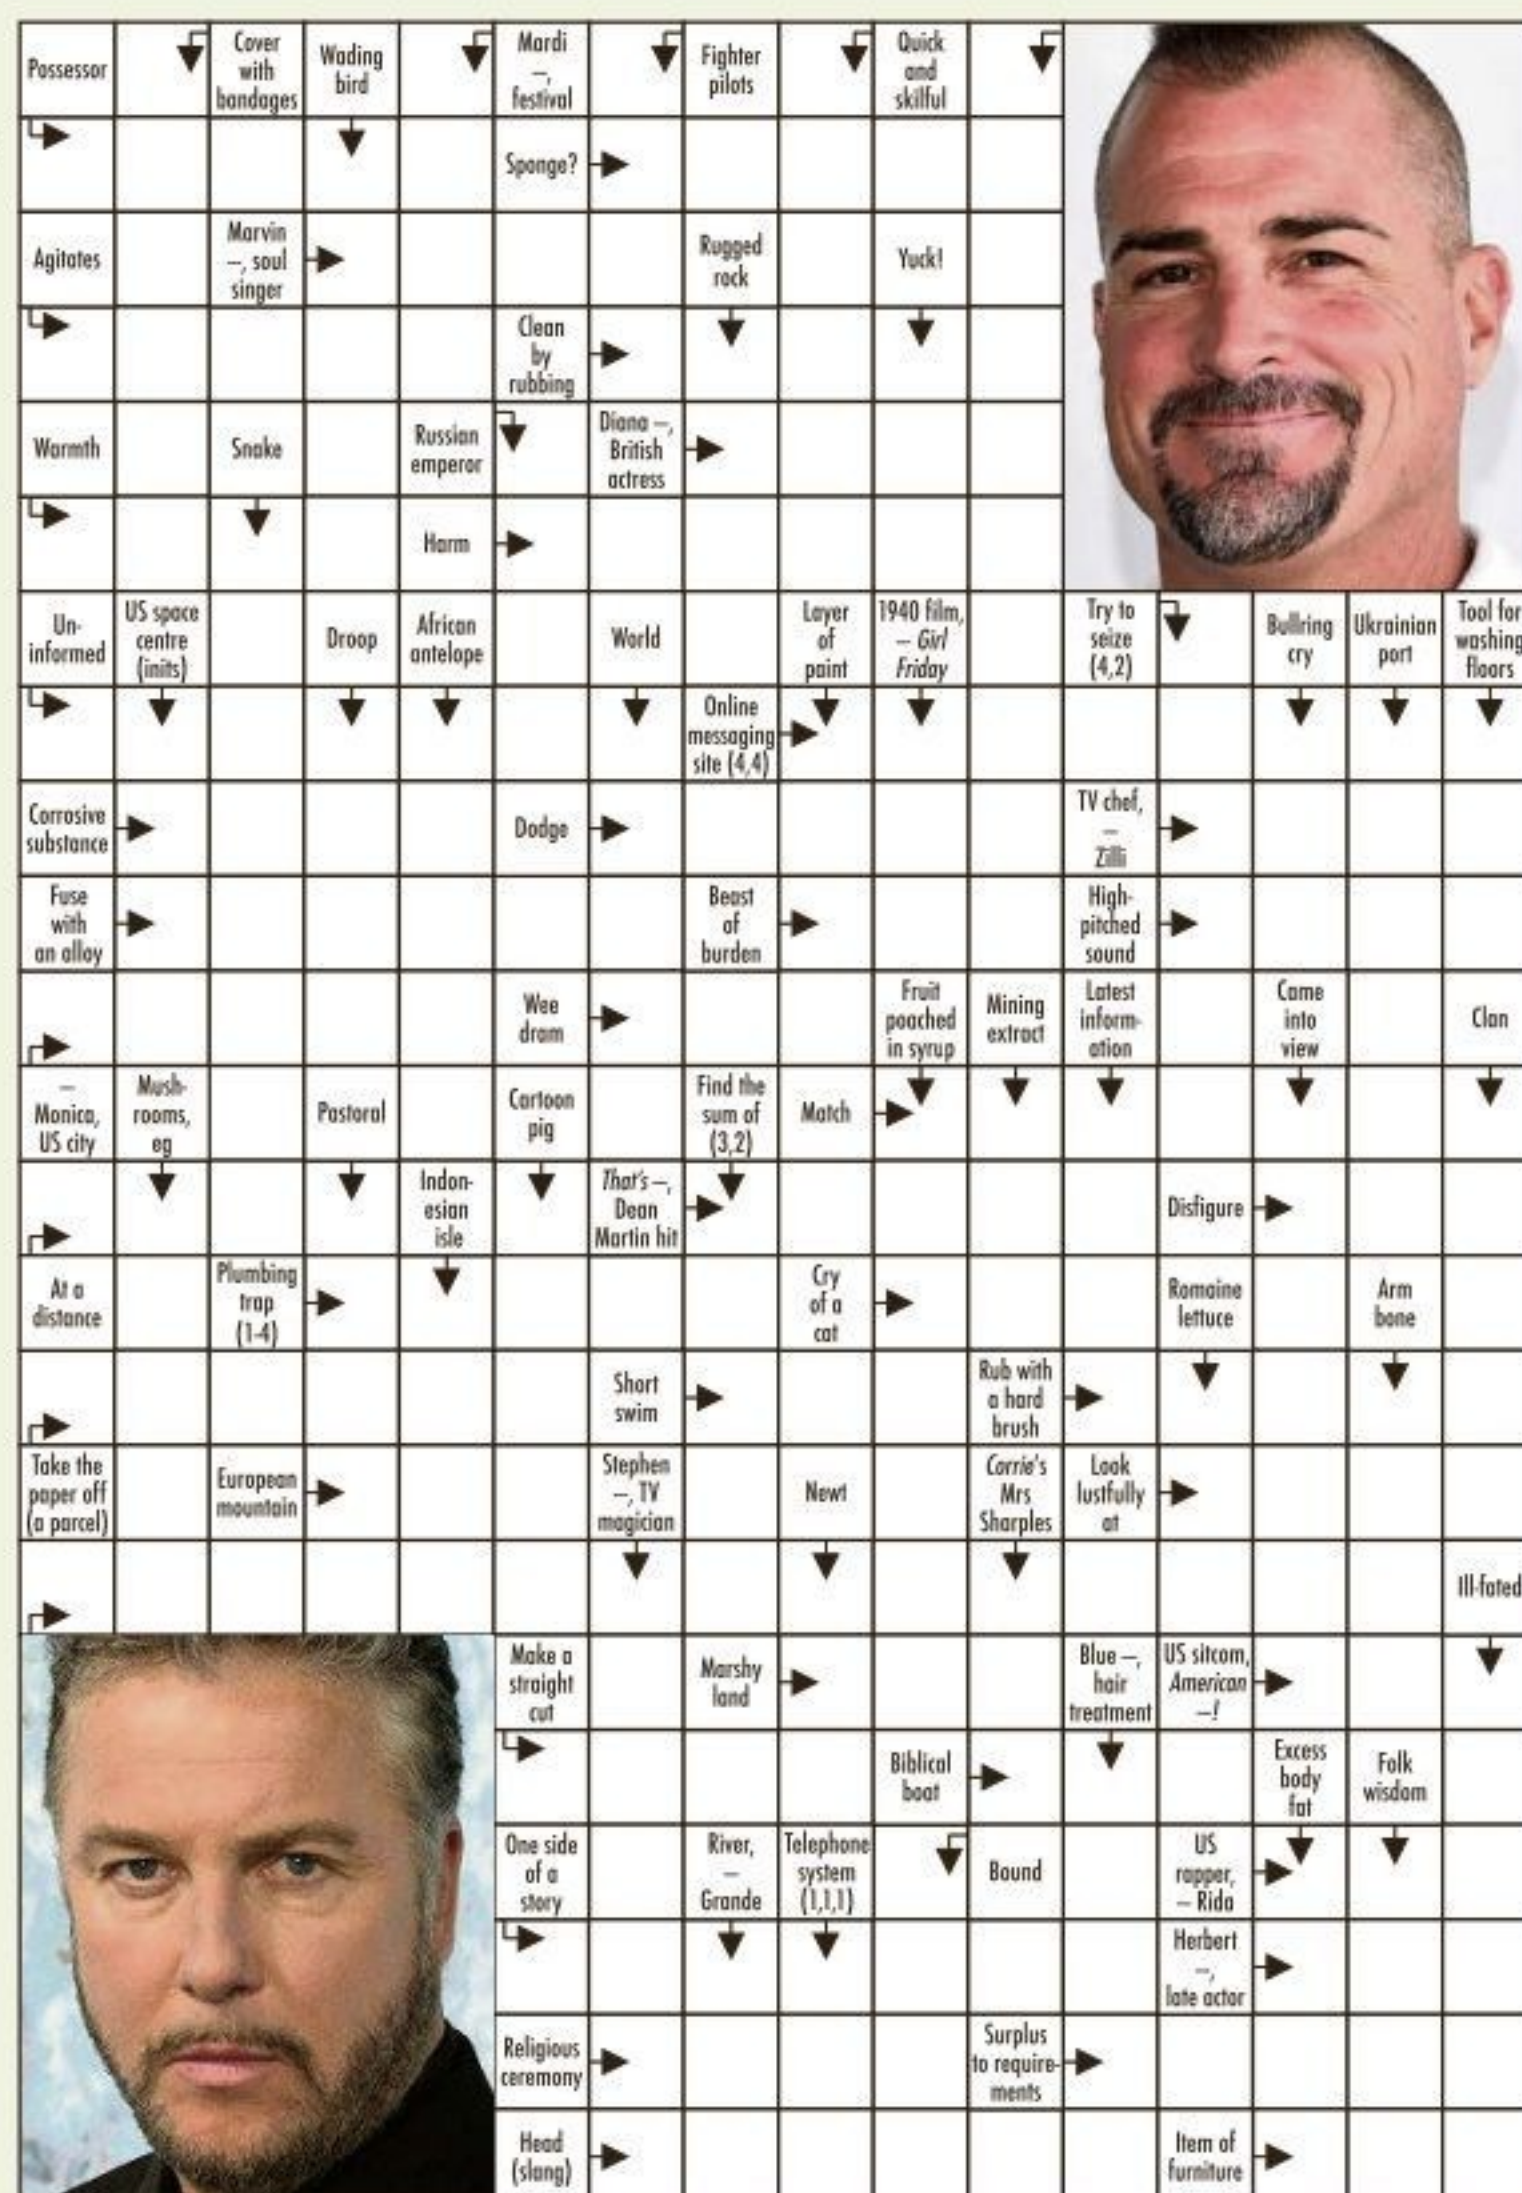 Possessor
Cover
with
bandages
Wading
bird
Mardi
–,
festival
Fighter
pilots
Quick
and
skilful
Sponge?
Agitates
Marvin
–, soul
singer
Rugged
rock
Yuck!
Clean
by
rubbing
Warmth
Snake
Russian
emperor
Diana –,
British
actress
Harm
Un-
informed
US space
centre
(inits)
Droop
African
antelope
World
Layer
of
paint
1940 film,
– Girl
Friday
Try to
seize
(4,2)
Bullring
cry
Ukrainian
port
Tool for
washing
floors
Online
messaging
site (4,4)
Corrosive
substance
Dodge
TV chef,
–
Zilli
Fuse
with
an alloy
Beast
of
burden
High-
pitched
sound
Wee
dram
Fruit
poached
in syrup
Mining
extract
Latest
inform-
ation
Came
into
view
Clan
–
Monica,
US city
Mush-
rooms,
eg
Pastoral
Cartoon
pig
Find the
sum of
(3,2)
Match
Indon-
esian
isle
That's –,
Dean
Martin hit
Disfigure
At a
distance
Plumbing
trap
(1-4)
Cry
of a
cat
Romaine
lettuce
Arm
bone
Short
swim
Rub with
a hard
brush
Take the
paper off
(a parcel)
European
mountain
Stephen
–, TV
magician
Newt
Corrie's
Mrs
Sharples
Look
lustfully
at
Ill-fated
Make a
straight
cut
Marshy
land
Blue –,
hair
treatment
US sitcom,
American
–!
Biblical
boat
Excess
body
fat
Folk
wisdom
One side
of a
story
River,
–
Grande
Telephone
system
(1,1,1)
Bound
US
rapper,
– Rida
Herbert
–,
late actor
Religious
ceremony
Surplus
to require-
ments
Head
(slang)
Item of
furniture